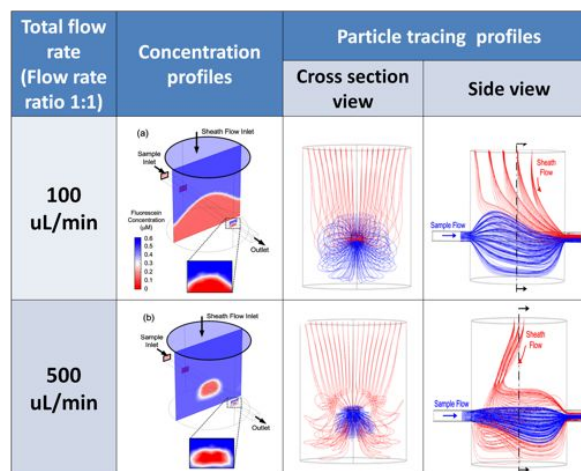 Total flow
rate
(Flow rate
ratio 1:1)
Concentration
profiles
Particle tracing profiles
Cross section
view
Side view
100
uL/min
(a)
Sheath Flow Inlet
Sample
Inlet
Fluorescein
Concentration
(µM)
0.6
0.5
0.4
0.3
0.2
0.1
0
Outlet
Sheath
Flow
Sample Flow
500
uL/min
(b)
Sheath Flow Inlet
Sample
Inlet
Outlet
Sheath
Flow
Sample Flow